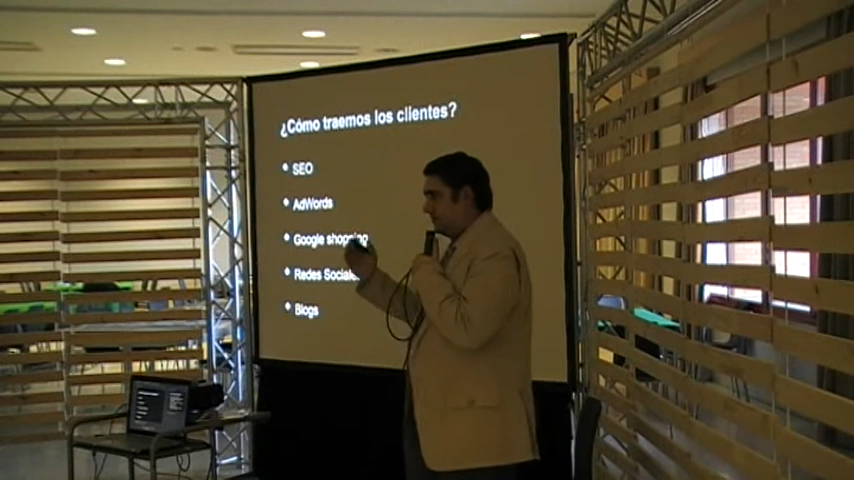 ¿Cómo traemos los clientes?
SEO
AdWords
Google shopping
Redes Sociales
Blogs